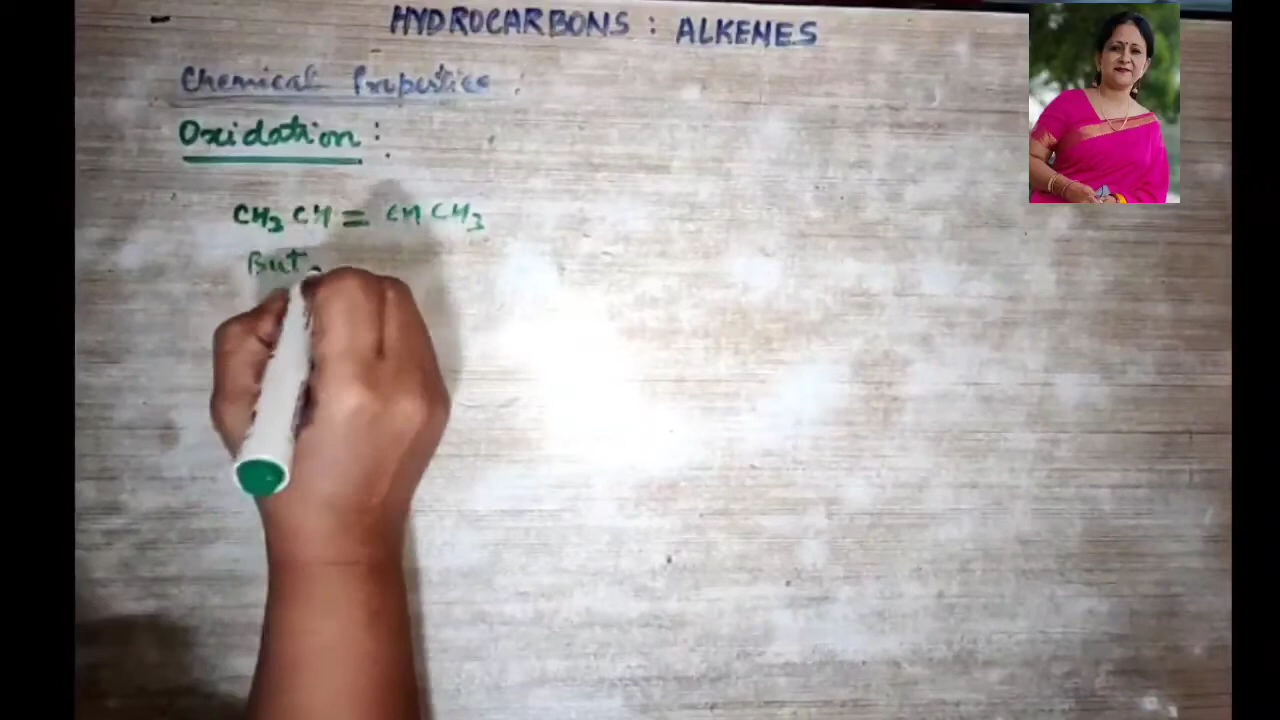 HYDROCARBONS : ALKENES
Chemical Properties :
Oxidation :
CH3 CH = CH CH3
But